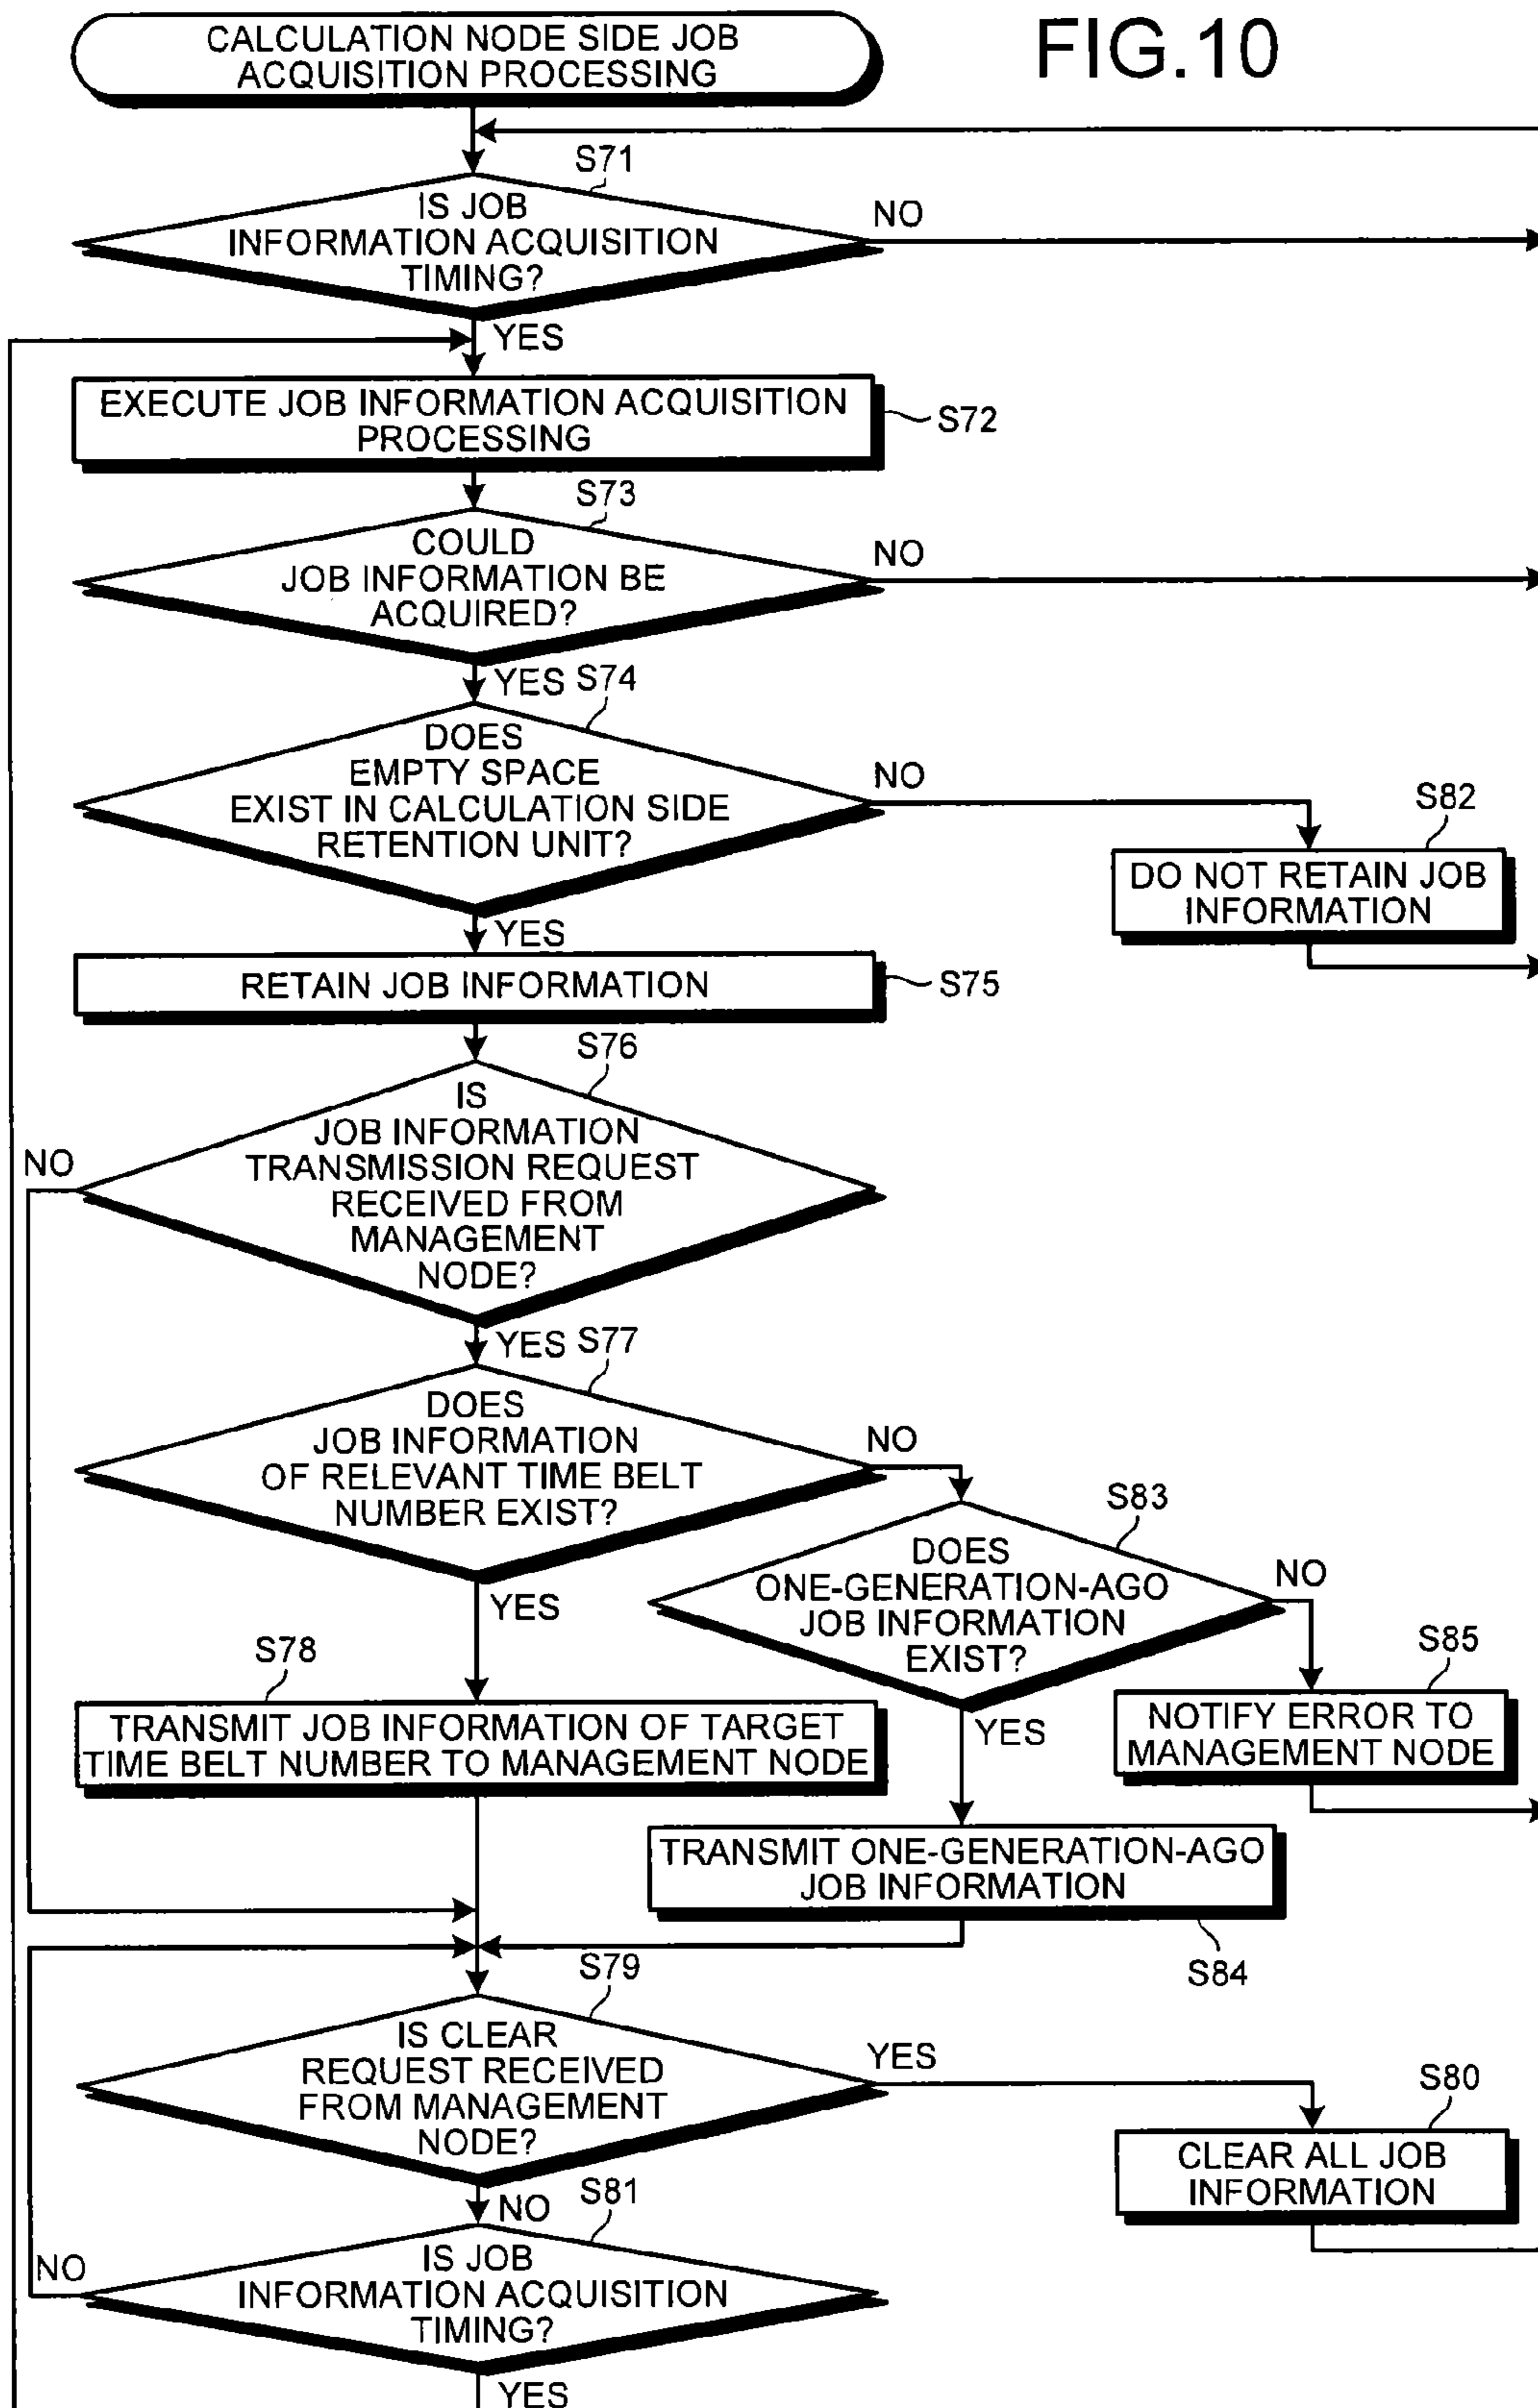 FIG.10
CALCULATION NODE SIDE JOB
ACQUISITION PROCESSING
S71
IS JOB
INFORMATION ACQUISITION
TIMING?
NO
YES
EXECUTE JOB INFORMATION ACQUISITION
PROCESSING
S72
S73
COULD
JOB INFORMATION BE
ACQUIRED?
NO
YES
S74
DOES
EMPTY SPACE
EXIST IN CALCULATION SIDE
RETENTION UNIT?
NO
S82
DO NOT RETAIN JOB
INFORMATION
YES
RETAIN JOB INFORMATION
S75
S76
IS
JOB INFORMATION
TRANSMISSION REQUEST
RECEIVED FROM
MANAGEMENT
NODE?
NO
YES
S77
DOES
JOB INFORMATION
OF RELEVANT TIME BELT
NUMBER EXIST?
NO
S83
DOES
ONE-GENERATION-AGO
JOB INFORMATION
EXIST?
NO
YES
S85
NOTIFY ERROR TO
MANAGEMENT NODE
YES
S78
TRANSMIT JOB INFORMATION OF TARGET
TIME BELT NUMBER TO MANAGEMENT NODE
TRANSMIT ONE-GENERATION-AGO
JOB INFORMATION
S84
S79
IS CLEAR
REQUEST RECEIVED
FROM MANAGEMENT
NODE?
YES
S80
CLEAR ALL JOB
INFORMATION
NO
S81
IS JOB
INFORMATION ACQUISITION
TIMING?
NO
YES